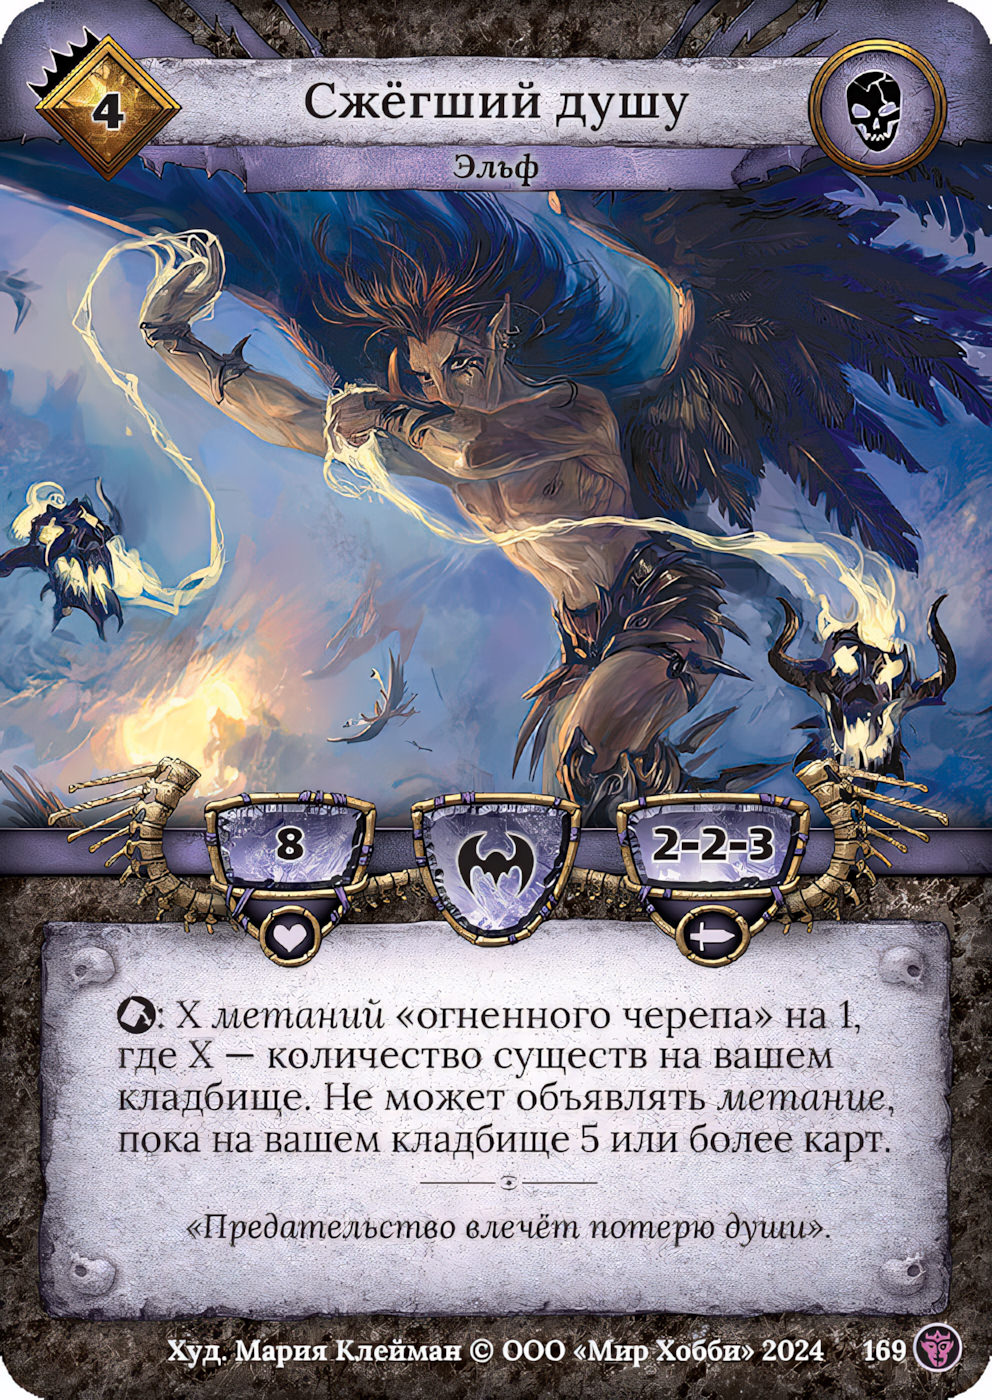 4
Сжёгший душу
Эльф
8
2-2-3
: X метаний «огненного черепа» на 1,
где X — количество существ на вашем
кладбище. Не может объявлять метание,
пока на вашем кладбище 5 или более карт.
«Предательство влечёт потерю души».
Худ. Мария Клейман © ООО «Мир Хобби» 2024 169